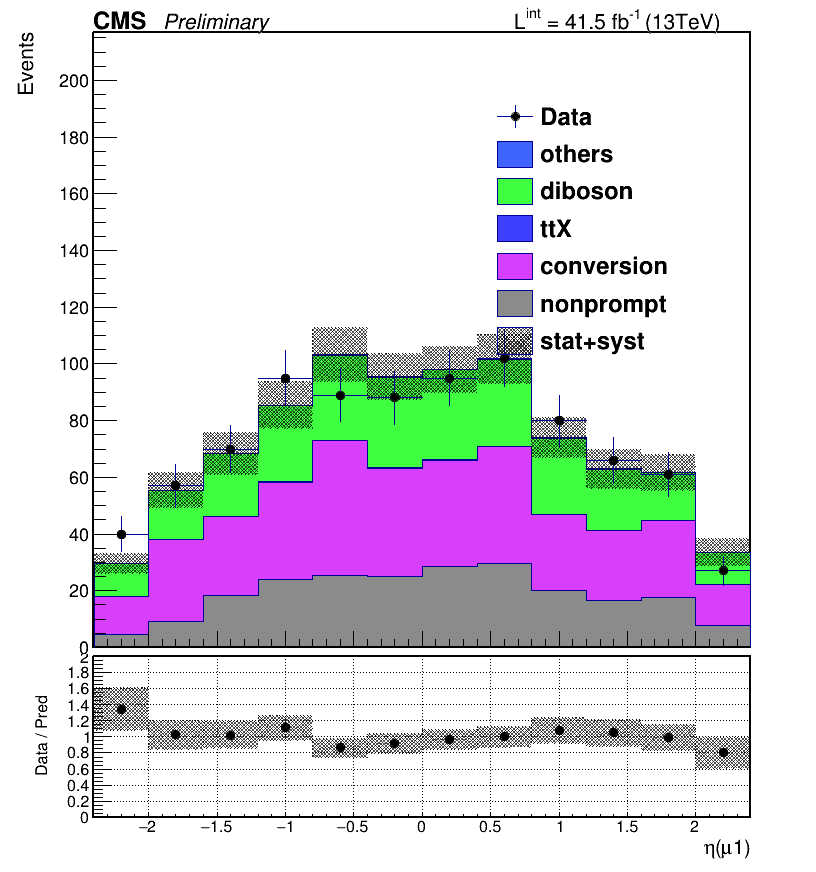 CMS Preliminary L^int = 41.5 fb^-1 (13TeV)
Events
200
180
160
140
120
100
80
60
40
20
0
Data
others
diboson
ttX
conversion
nonprompt
stat+syst
Data / Pred
2
1.8
1.6
1.4
1.2
1
0.8
0.6
0.4
0.2
0
−2 −1.5 −1 −0.5 0 0.5 1 1.5 2
η(μ1)